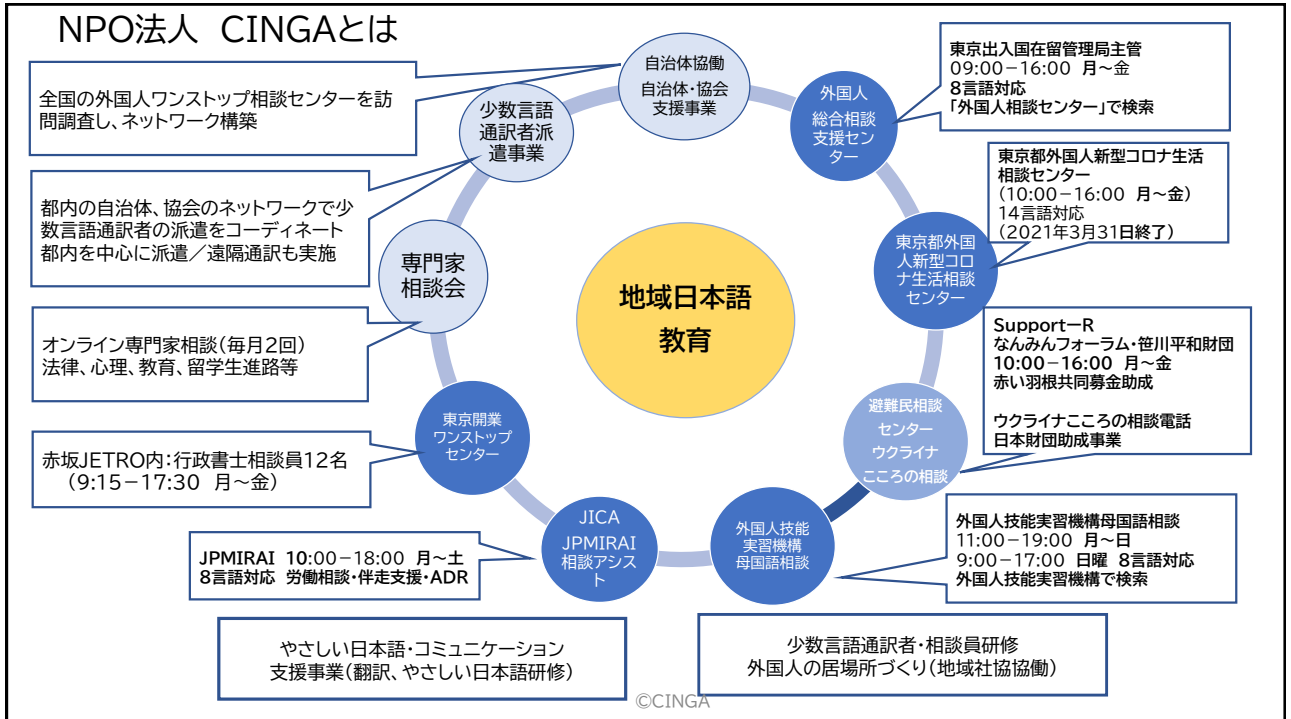 NPO法人 CINGAとは
全国の外国人ワンストップ相談センターを訪
問調査し、ネットワーク構築
都内の自治体、協会のネットワークで少
数言語通訳者の派遣をコーディネート
都内を中心に派遣／遠隔通訳も実施
オンライン専門家相談(毎月2回)
法律、心理、教育、留学生進路等
赤坂JETRO内:行政書士相談員12名
(9:15－17:30 月～金)
JPMIRAI 10:00－18:00 月～土
8言語対応 労働相談・伴走支援・ADR
自治体協働
自治体・協会
支援事業
少数言語
通訳者派
遣事業
専門家
相談会
東京開業
ワンストップ
センター
JICA
JPMIRAI
相談アシス
ト
外国人技能
実習機構
母国語相談
避難民相談
センター
ウクライナ
こころの相談
東京都外国
人新型コロ
ナ生活相談
センター
外国人
総合相談
支援セン
ター
地域日本語
教育
東京出入国在留管理局主管
09:00－16:00 月～金
8言語対応
「外国人相談センター」で検索
東京都外国人新型コロナ生活
相談センター
(10:00－16:00 月～金)
14言語対応
(2021年3月31日終了)
SupportーR
なんみんフォーラム・笹川平和財団
10:00－16:00 月～金
赤い羽根共同募金助成
ウクライナこころの相談電話
日本財団助成事業
外国人技能実習機構母国語相談
11:00－19:00 月～日
9:00－17:00 日曜 8言語対応
外国人技能実習機構で検索
やさしい日本語・コミュニケーション
支援事業(翻訳、やさしい日本語研修)
少数言語通訳者・相談員研修
外国人の居場所づくり(地域社協協働)
©CINGA